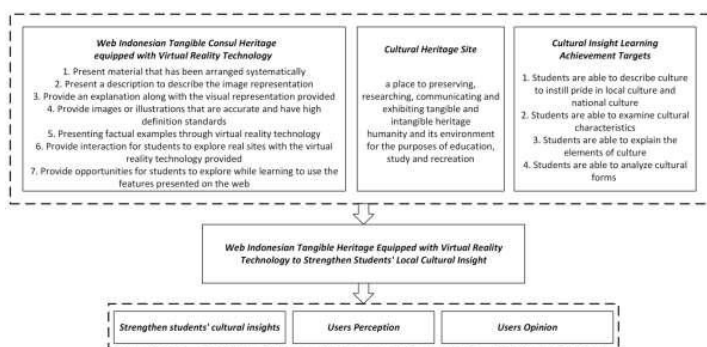 Web Indonesian Tangible Consul Heritage
equipped with Virtual Reality Technology
1. Present material that has been arranged systematically
2. Present a description to describe the image representation
3. Provide an explanation along with the visual representation provided
4. Provide images or illustrations that are accurate and have high
definition standards
5. Presenting factual examples through virtual reality technology
6. Provide interaction for students to explore real sites with the virtual
reality technology provided
7. Provide opportunities for students to explore while learning to use the
features presented on the web
Cultural Heritage Site
a place to preserving,
researching, communicating and
exhibiting tangible and
intangible heritage
humanity and its environment
for the purposes of education,
study and recreation
Cultural Insight Learning
Achievement Targets
1. Students are able to describe culture
to instill pride in local culture and
national culture
2. Students are able to examine cultural
characteristics
3. Students are able to explain the
elements of culture
4. Students are able to analyze cultural
forms
Web Indonesian Tangible Heritage Equipped with Virtual Reality
Technology to Strengthen Students' Local Cultural Insight
Strengthen students' cultural insights
Users Perception
Users Opinion